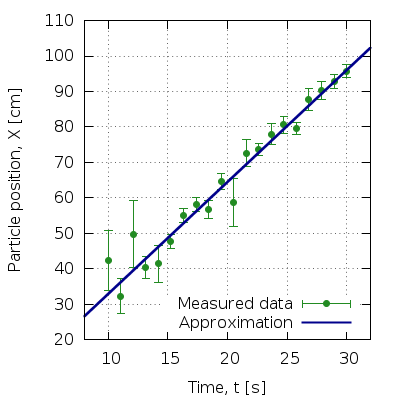 110
100
90
80
70
60
50
40
30
20
Particle position, X [cm]
Measured data
Approximation
10 15 20 25 30
Time, t [s]